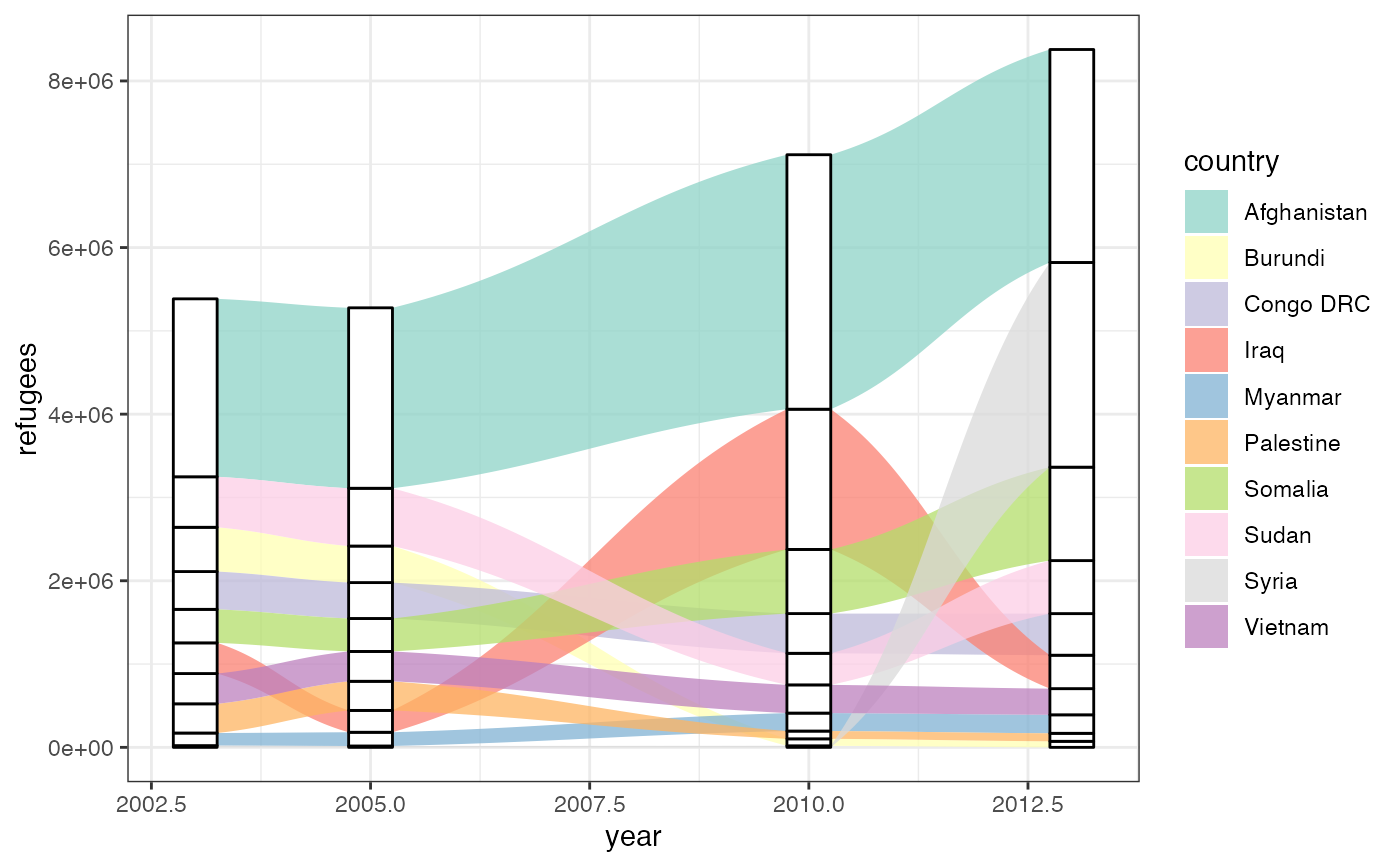 refugees
8e+06
6e+06
4e+06
2e+06
0e+00
2002.5 2005.0 2007.5 2010.0 2012.5
year
country
Afghanistan
Burundi
Congo DRC
Iraq
Myanmar
Palestine
Somalia
Sudan
Syria
Vietnam